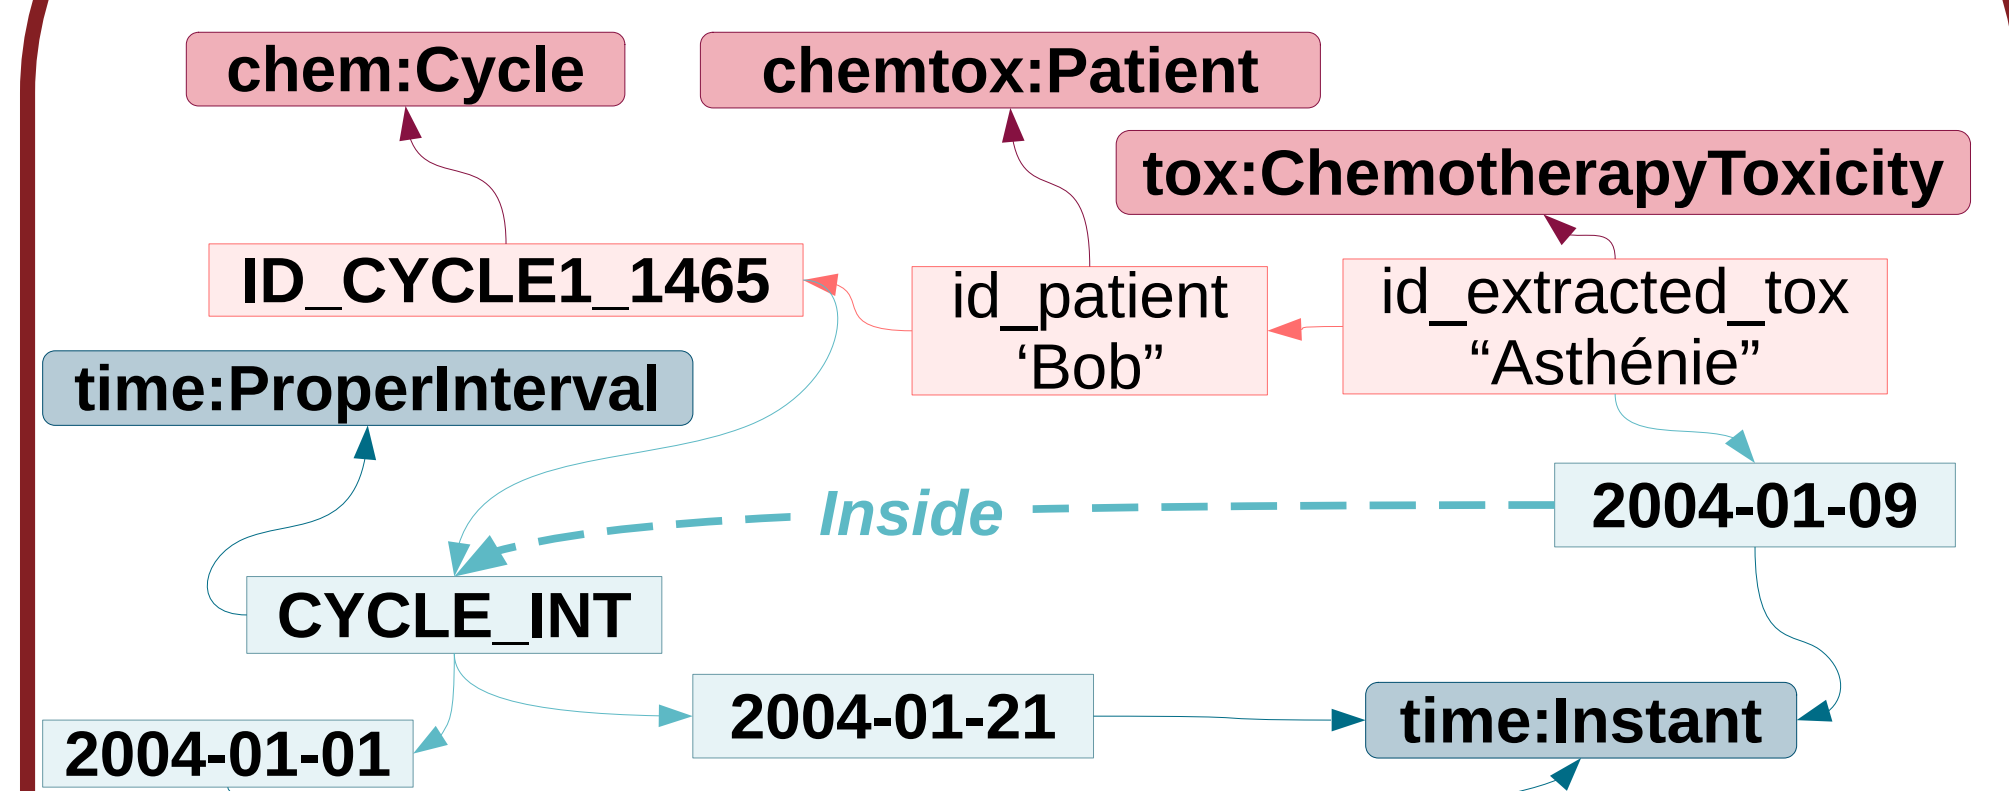 chem:Cycle
chemtox:Patient
tox:ChemotherapyToxicity
ID_CYCLE1_1465
id_patient
‘Bob”
id_extracted_tox
“Asthénie”
time:ProperInterval
Inside
2004-01-09
CYCLE_INT
2004-01-21
time:Instant
2004-01-01